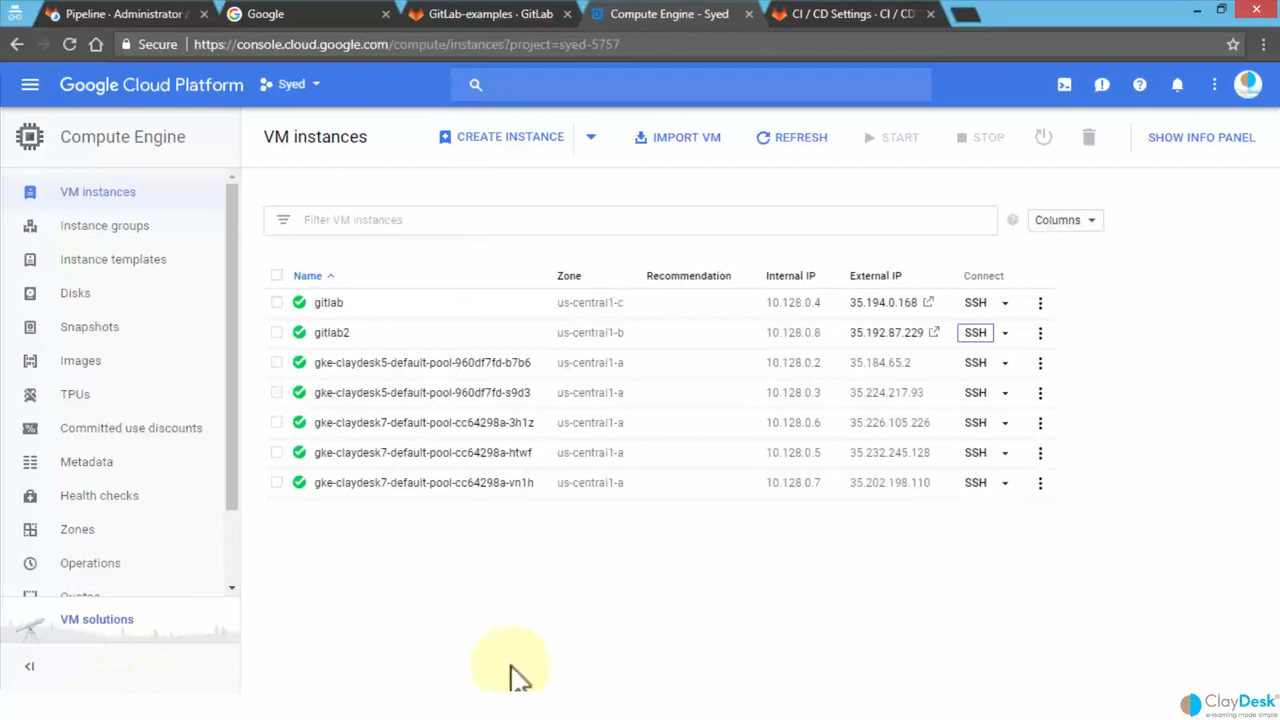 Pipeline · Administrator /
Google
GitLab-examples · GitLab
Compute Engine - Syed
CI / CD Settings · CI / CD
Secure
https://console.cloud.google.com/compute/instances?project=syed-5757
Google Cloud Platform
Syed
Compute Engine
VM instances
CREATE INSTANCE
IMPORT VM
REFRESH
START
STOP
SHOW INFO PANEL
VM instances
Instance groups
Instance templates
Disks
Snapshots
Images
TPUs
Committed use discounts
Metadata
Health checks
Zones
Operations
Quotas
VM solutions
Filter VM instances
Columns
Name Zone Recommendation Internal IP External IP Connect
gitlab us-central1-c 10.128.0.4 35.194.0.168 SSH
gitlab2 us-central1-b 10.128.0.8 35.192.87.229 SSH
gke-claydesk5-default-pool-960df7fd-b7b6 us-central1-a 10.128.0.2 35.184.65.2 SSH
gke-claydesk5-default-pool-960df7fd-s9d3 us-central1-a 10.128.0.3 35.224.217.93 SSH
gke-claydesk7-default-pool-cc64298a-3h1z us-central1-a 10.128.0.6 35.226.105.226 SSH
gke-claydesk7-default-pool-cc64298a-htwf us-central1-a 10.128.0.5 35.232.245.128 SSH
gke-claydesk7-default-pool-cc64298a-vn1h us-central1-a 10.128.0.7 35.202.198.110 SSH
ClayDesk®
e-learning made simple